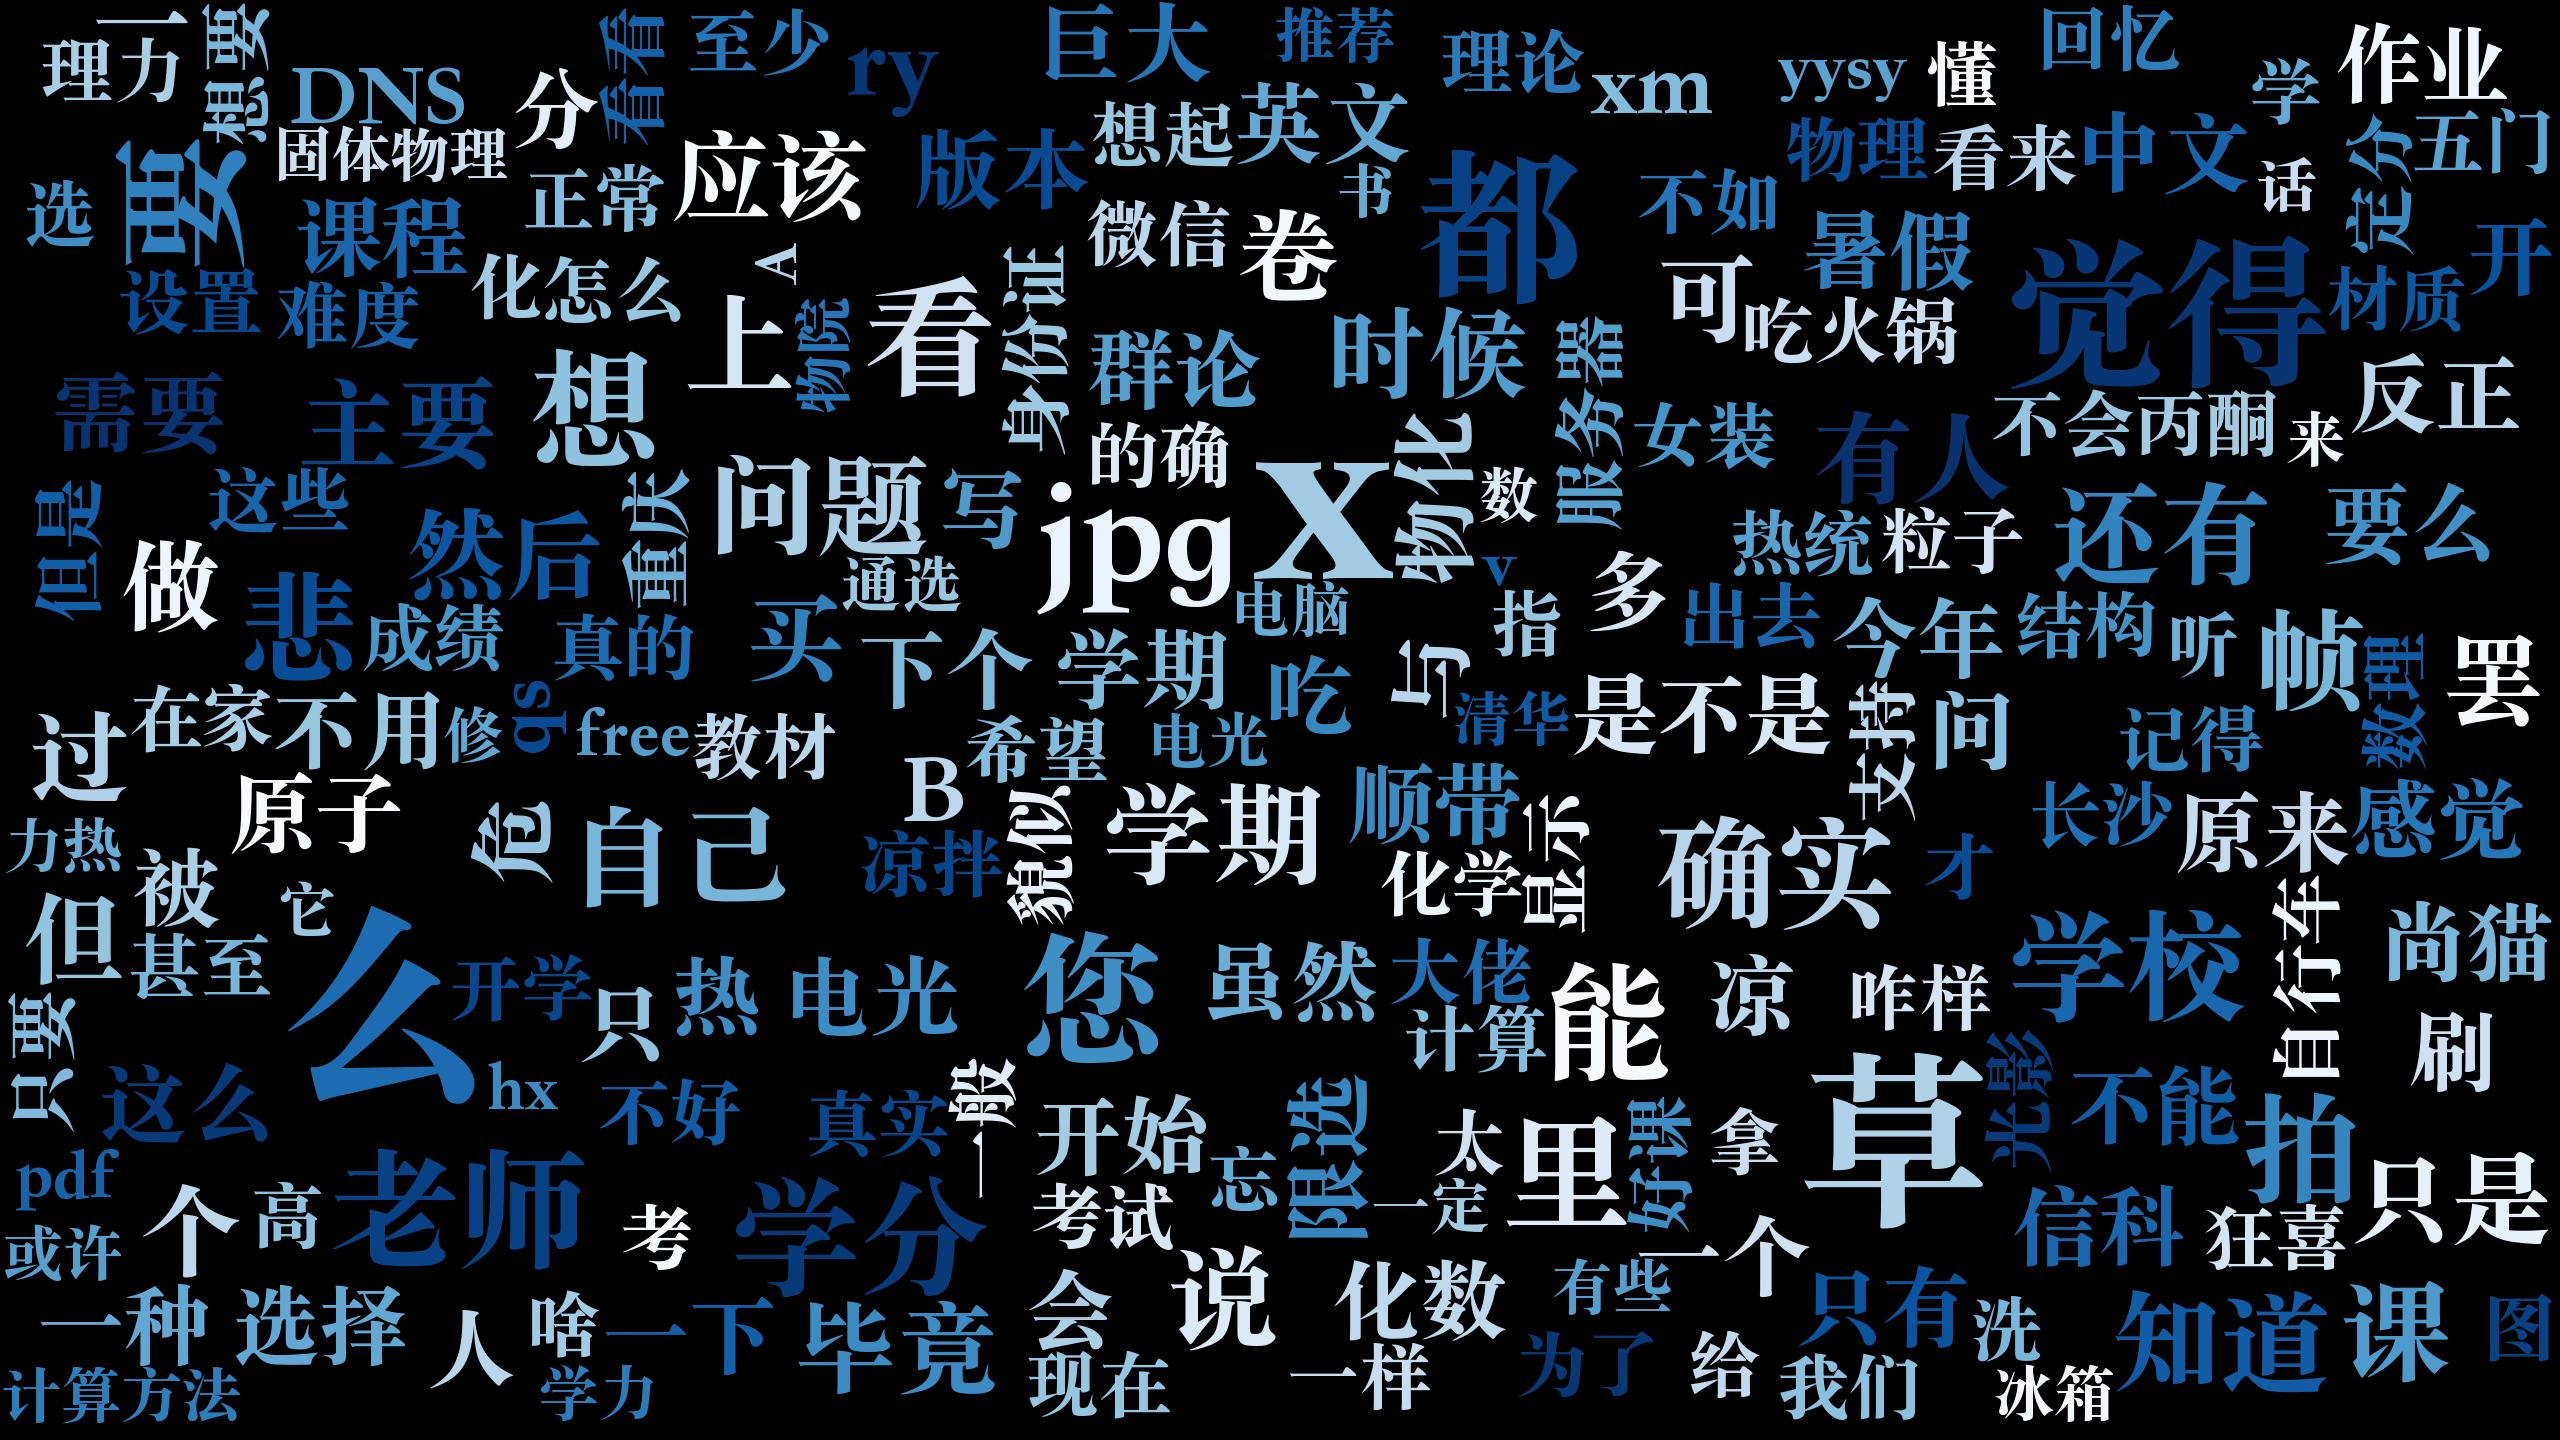 一
理力
想要
DNS
分
看看
至少
ry
巨大
推荐
理论
xm
yysy
懂
回忆
学
作业
固体物理
应该
版本
想起
英文
书
都
不如
物理
看来
中文
话
定分
五门
选
要
课程
正常
微信
卷
暑假
开
设置
难度
化怎么
A
上
物院
看
身份证
群论
时候
服务器
可
吃火锅
觉得
材质
需要
主要
想
的确
物化
女装
有人
不会丙酮
来
反正
但是
这些
然后
重庆
问题
写
jpg
X
数
热统
粒子
还有
要么
做
悲
成绩
真的
买
通选
下个
学期
电脑
v
指
多
出去
今年
结构
听
帧
数理
罢
过
在家
不用
修
qs
free
教材
希望
电光
吃
与
清华
是不是
支持
问
记得
原子
危
自己
B
凉拌
貌似
学期
顺带
化学
显示
确实
才
长沙
原来
感觉
力热
被
它
但
甚至
么
开学
只
热
电光
您
虽然
大佬
计算
能
凉
咋样
学校
自行车
尚猫
只要
这么
hx
不好
真实
一般
开始
忘
限选
太
里
好课
拿
草
光影
不能
拍
刷
pdf
个
高
老师
考
学分
考试
一定
一个
信科
狂喜
只是
或许
一种
选择
人
啥
一下
毕竟
会
说
化数
有些
只有
洗
知道
课
图
计算方法
学力
现在
一样
为了
给
我们
冰箱